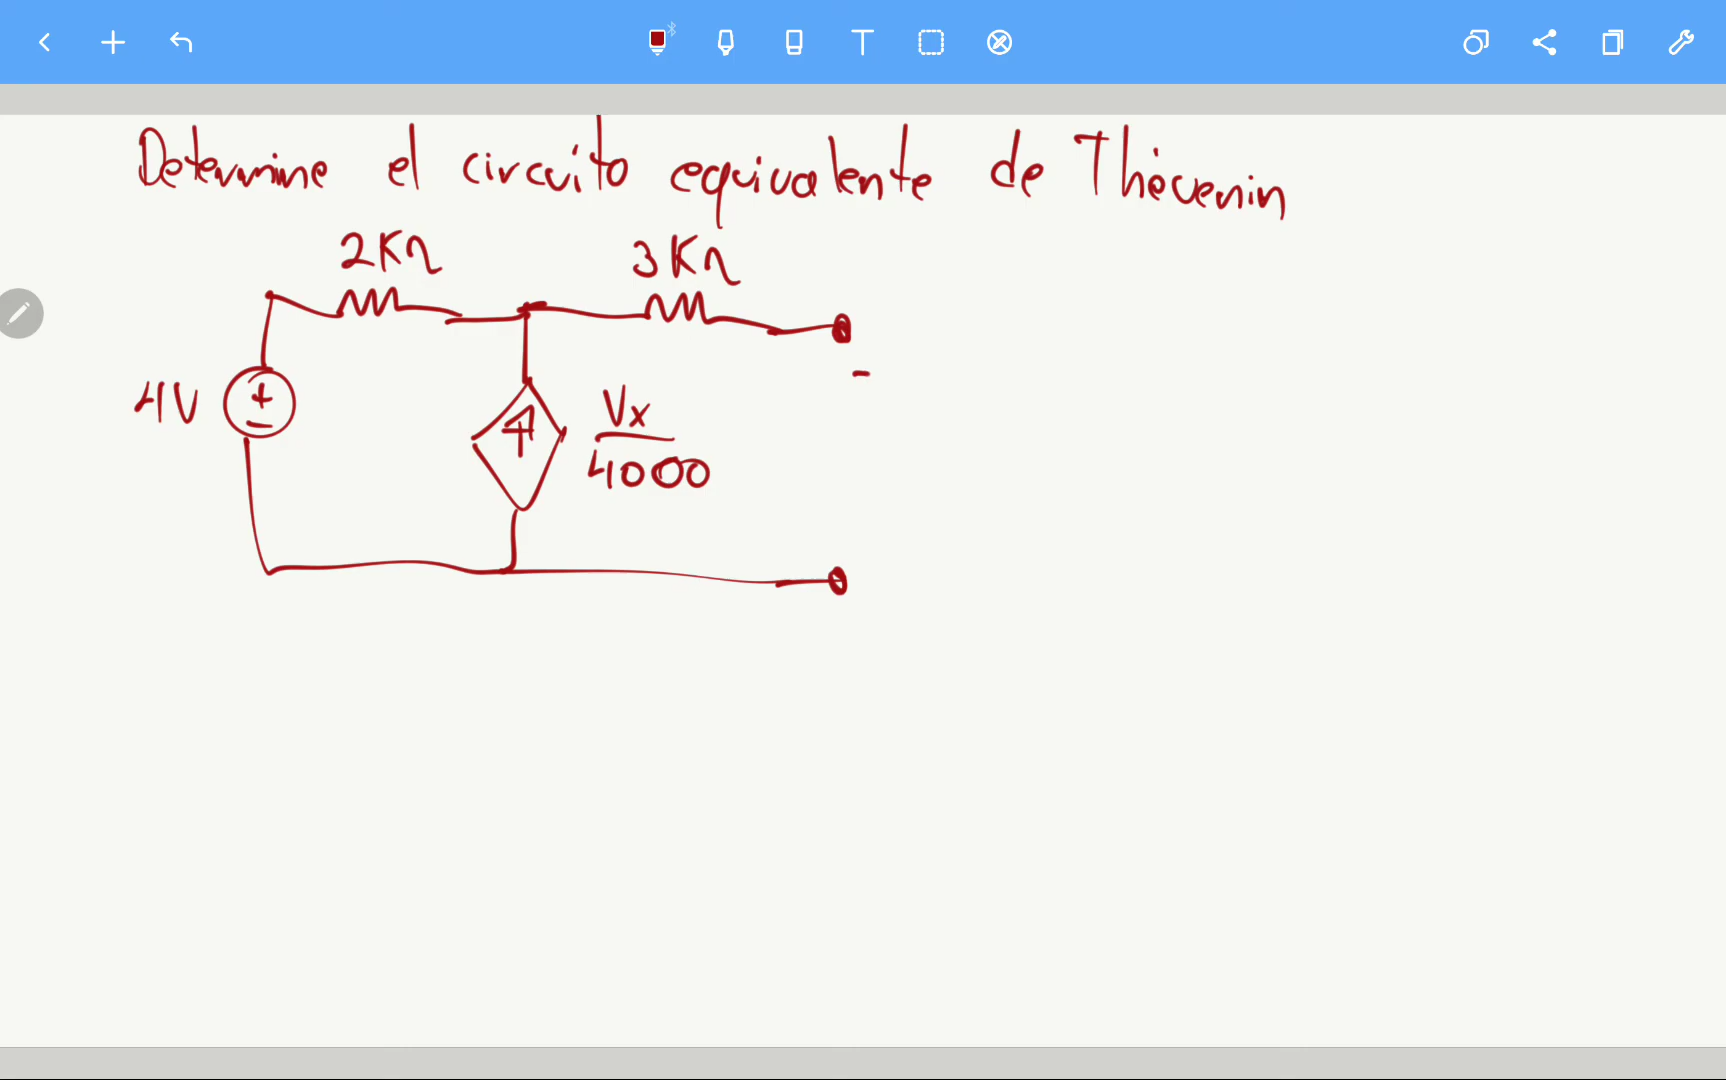 Determine el circuito equivalente de Thévenin
2KΩ
3KΩ
4V
+
-
Vx
4000
-